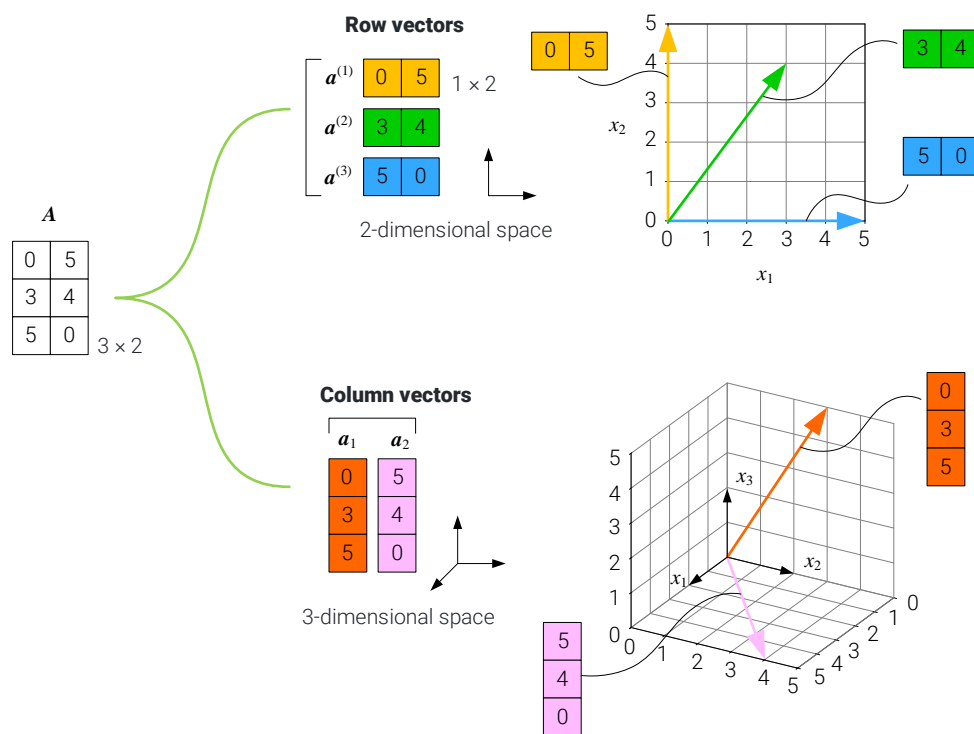 Row vectors
a(1) 0 5 1 × 2
a(2) 3 4
a(3) 5 0
2-dimensional space
0 5
3 4
5 0
5
4
3
2
1
0
x2
0 1 2 3 4 5
x1
A
0 5
3 4
5 0
3 × 2
Column vectors
a1 a2
0 5
3 4
5 0
3-dimensional space
0
3
5
5
4
3
2
1
0
x3
x2
x1
0 1 2 3 4 5
5 4 3 2 1 0
5
4
0